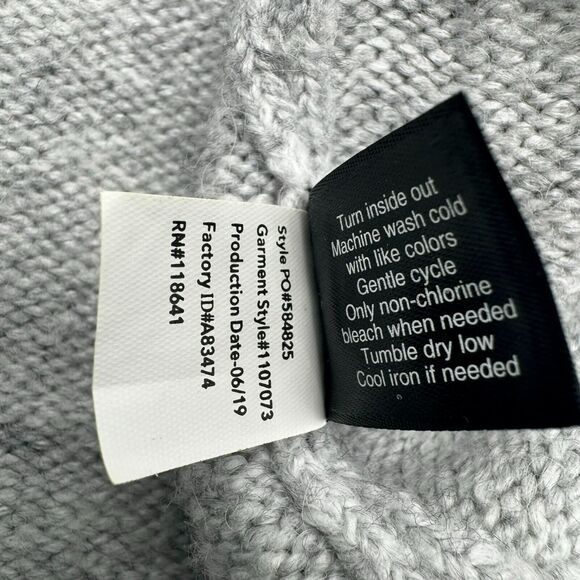 Style PO#584825
Garment Style#1107073
Production Date-06/19
Factory ID#A83474
RN#118641
Turn inside out
Machine wash cold
with like colors
Gentle cycle
Only non-chlorine
bleach when needed
Tumble dry low
Cool iron if needed